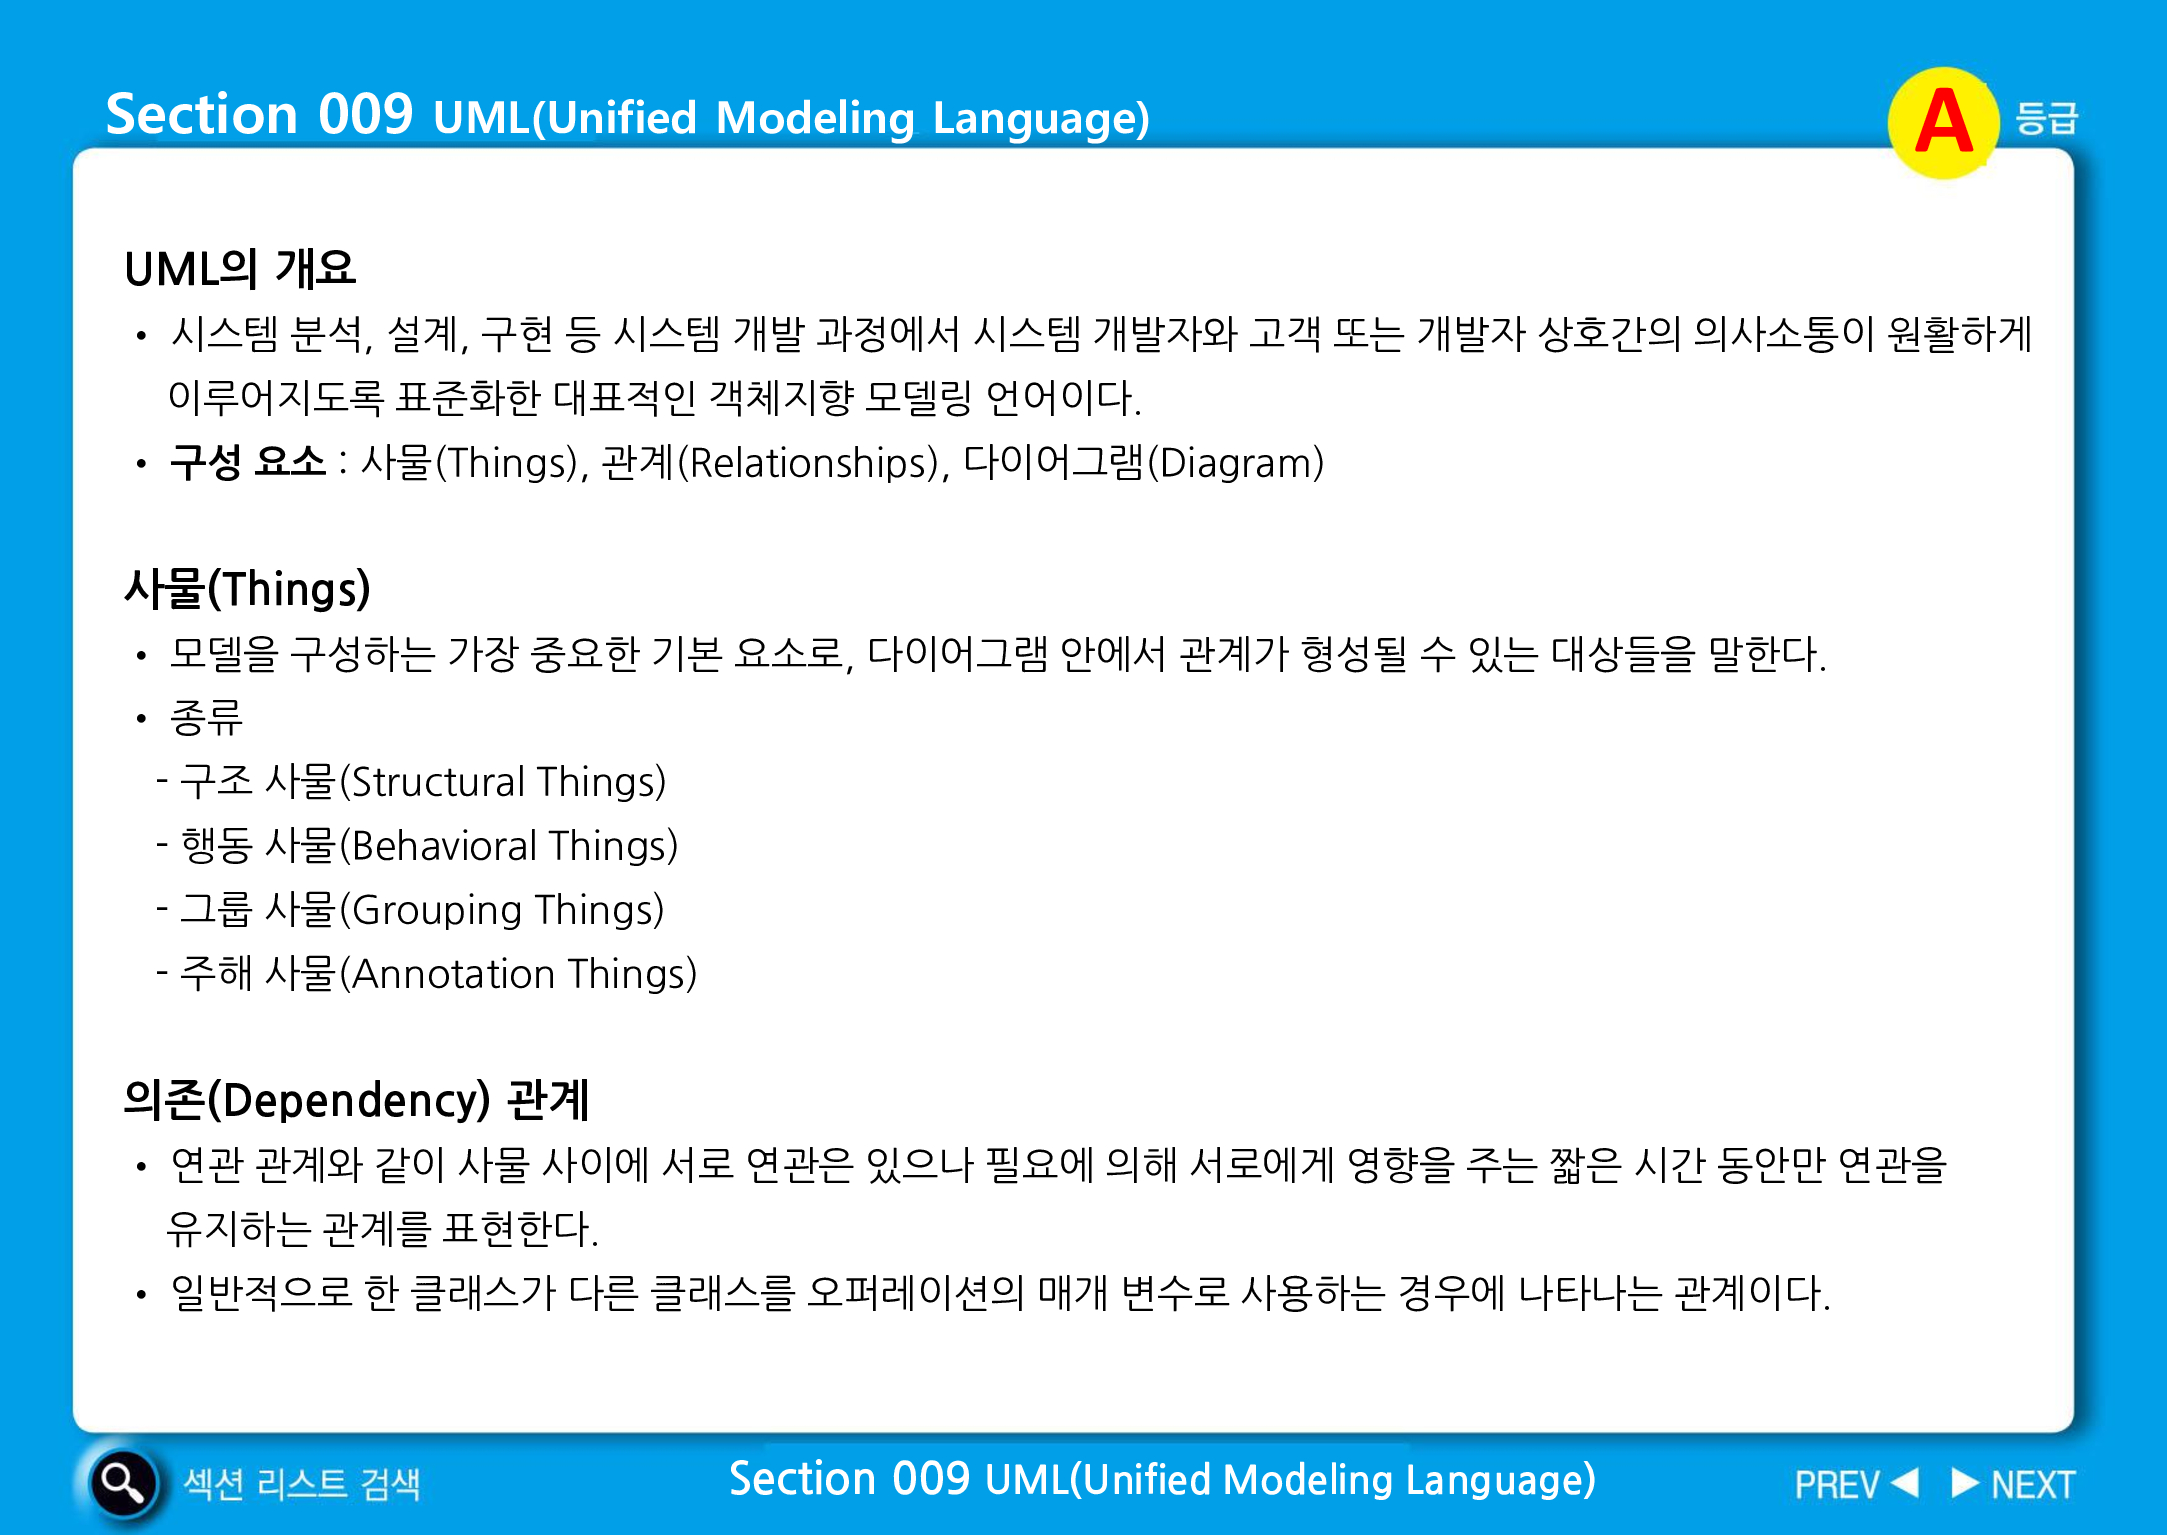 Section 009 UML(Unified Modeling Language)
A 등급
UML의 개요
• 시스템 분석, 설계, 구현 등 시스템 개발 과정에서 시스템 개발자와 고객 또는 개발자 상호간의 의사소통이 원활하게
이루어지도록 표준화한 대표적인 객체지향 모델링 언어이다.
• 구성 요소 : 사물(Things), 관계(Relationships), 다이어그램(Diagram)
사물(Things)
• 모델을 구성하는 가장 중요한 기본 요소로, 다이어그램 안에서 관계가 형성될 수 있는 대상들을 말한다.
• 종류
- 구조 사물(Structural Things)
- 행동 사물(Behavioral Things)
- 그룹 사물(Grouping Things)
- 주해 사물(Annotation Things)
의존(Dependency) 관계
• 연관 관계와 같이 사물 사이에 서로 연관은 있으나 필요에 의해 서로에게 영향을 주는 짧은 시간 동안만 연관을
유지하는 관계를 표현한다.
• 일반적으로 한 클래스가 다른 클래스를 오퍼레이션의 매개 변수로 사용하는 경우에 나타나는 관계이다.
섹션 리스트 검색
Section 009 UML(Unified Modeling Language)
PREV ◀ ▶ NEXT